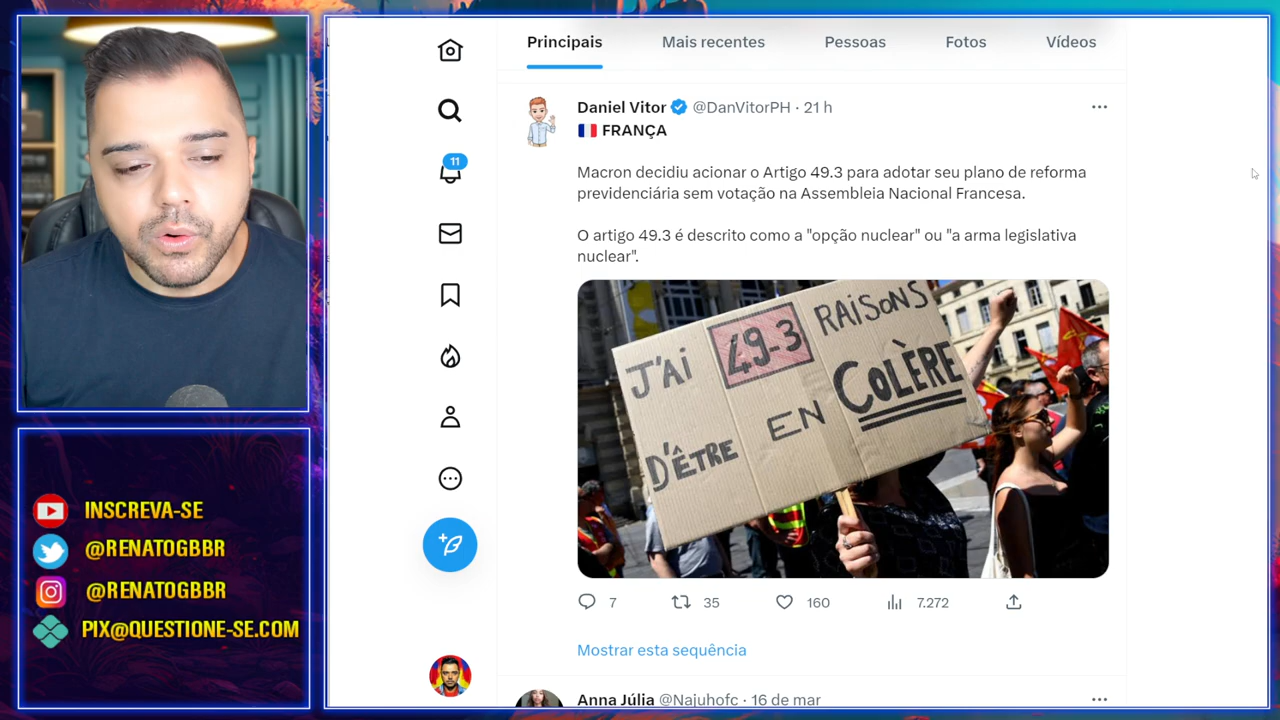 Principais
Mais recentes
Pessoas
Fotos
Vídeos
Daniel Vitor @DanVitorPH · 21 h
FRANÇA
Macron decidiu acionar o Artigo 49.3 para adotar seu plano de reforma
previdenciária sem votação na Assembleia Nacional Francesa.
O artigo 49.3 é descrito como a "opção nuclear" ou "a arma legislativa
nuclear".
J'AI 49-3 RAISONS
D'ÊTRE EN COLÈRE
7
35
160
7.272
Mostrar esta sequência
Anna Júlia @Najuhofc · 16 de mar
11
INSCREVA-SE
@RENATOGBBR
@RENATOGBBR
PIX@QUESTIONE-SE.COM